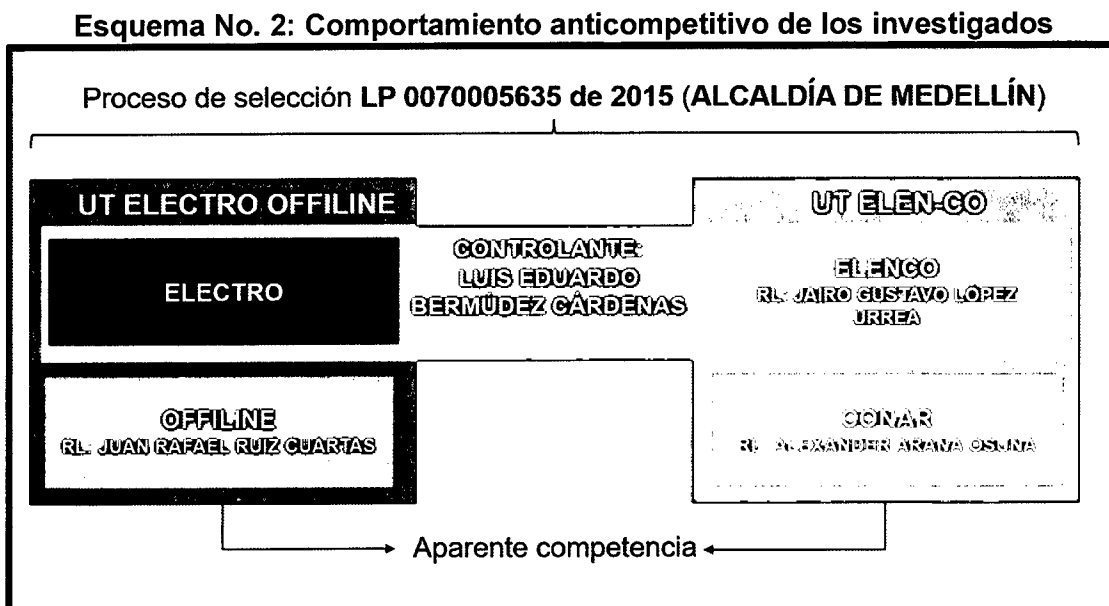 Esquema No. 2: Comportamiento anticompetitivo de los investigados
Proceso de selección LP 0070005635 de 2015 (ALCALDÍA DE MEDELLÍN)
UT ELECTRO OFFILINE
ELECTRO
OFFILINE
RL: JUAN RAFAEL RUIZ CUARTAS
CONTROLANTE:
LUIS EDUARDO
BERMÚDEZ CÁRDENAS
UT ELEN-CO
ELENCO
RL: JAIRO GUSTAVO LÓPEZ
URREA
CONAR
RL: ALEXANDER ARANA OSUNA
Aparente competencia